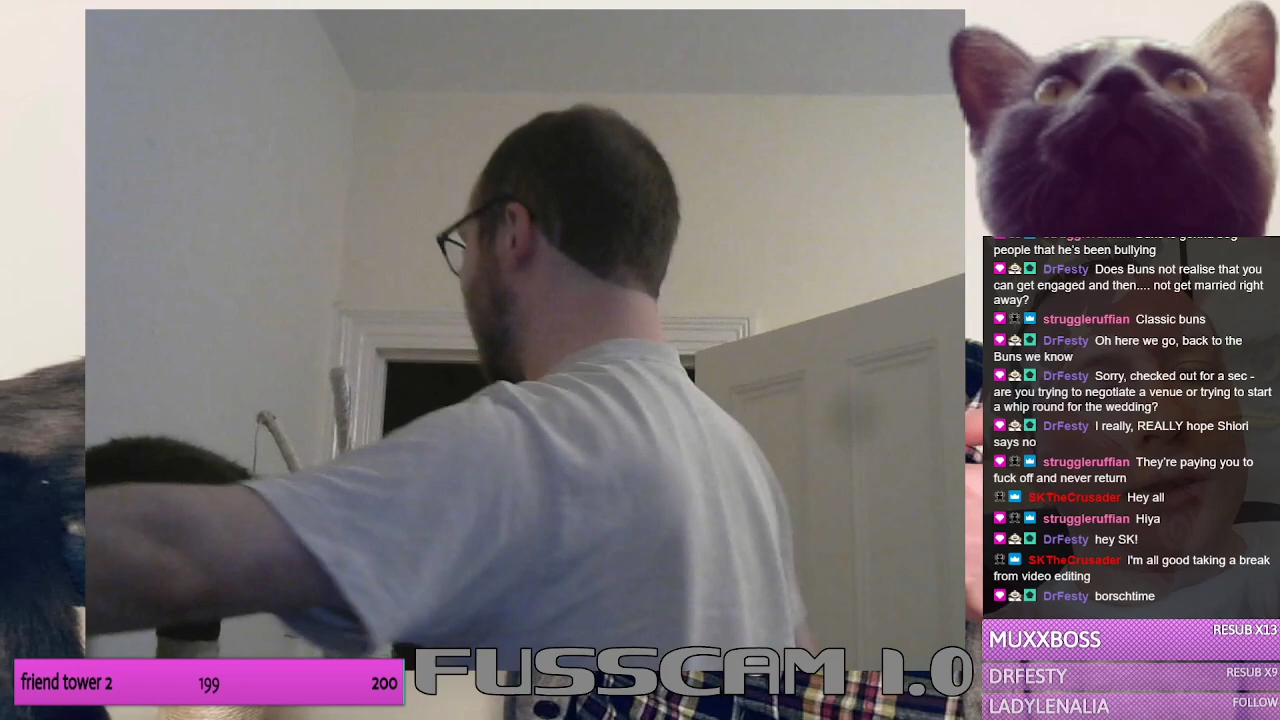 people that he's been bullying
DrFesty Does Buns not realise that you
can get engaged and then.... not get married right
away?
struggleruffian Classic buns
DrFesty Oh here we go, back to the
Buns we know
DrFesty Sorry, checked out for a sec -
are you trying to negotiate a venue or trying to start
a whip round for the wedding?
DrFesty I really, REALLY hope Shiori
says no
struggleruffian They're paying you to
fuck off and never return
SKTheCrusader Hey all
struggleruffian Hiya
DrFesty hey SK!
SKTheCrusader I'm all good taking a break
from video editing
DrFesty borschtime
MUXXBOSS RESUB X13
DRFESTY RESUB X9
LADYLENALIA FOLLOW
friend tower 2 199 200
FUSSCAM 1.0